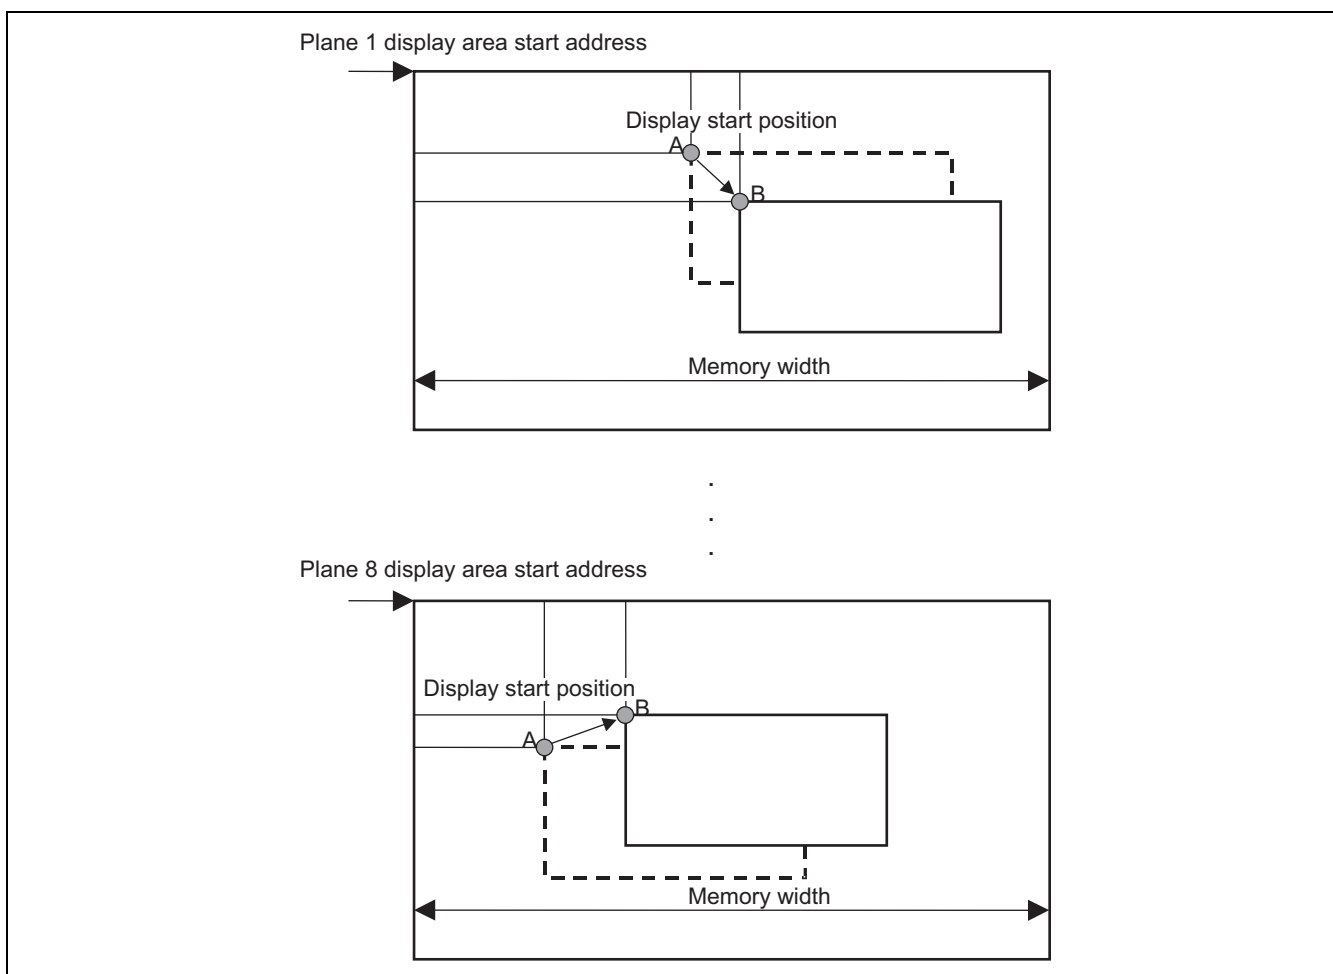 Plane 1 display area start address
Display start position
A
B
Memory width
.
.
.
Plane 8 display area start address
Display start position
B
A
Memory width